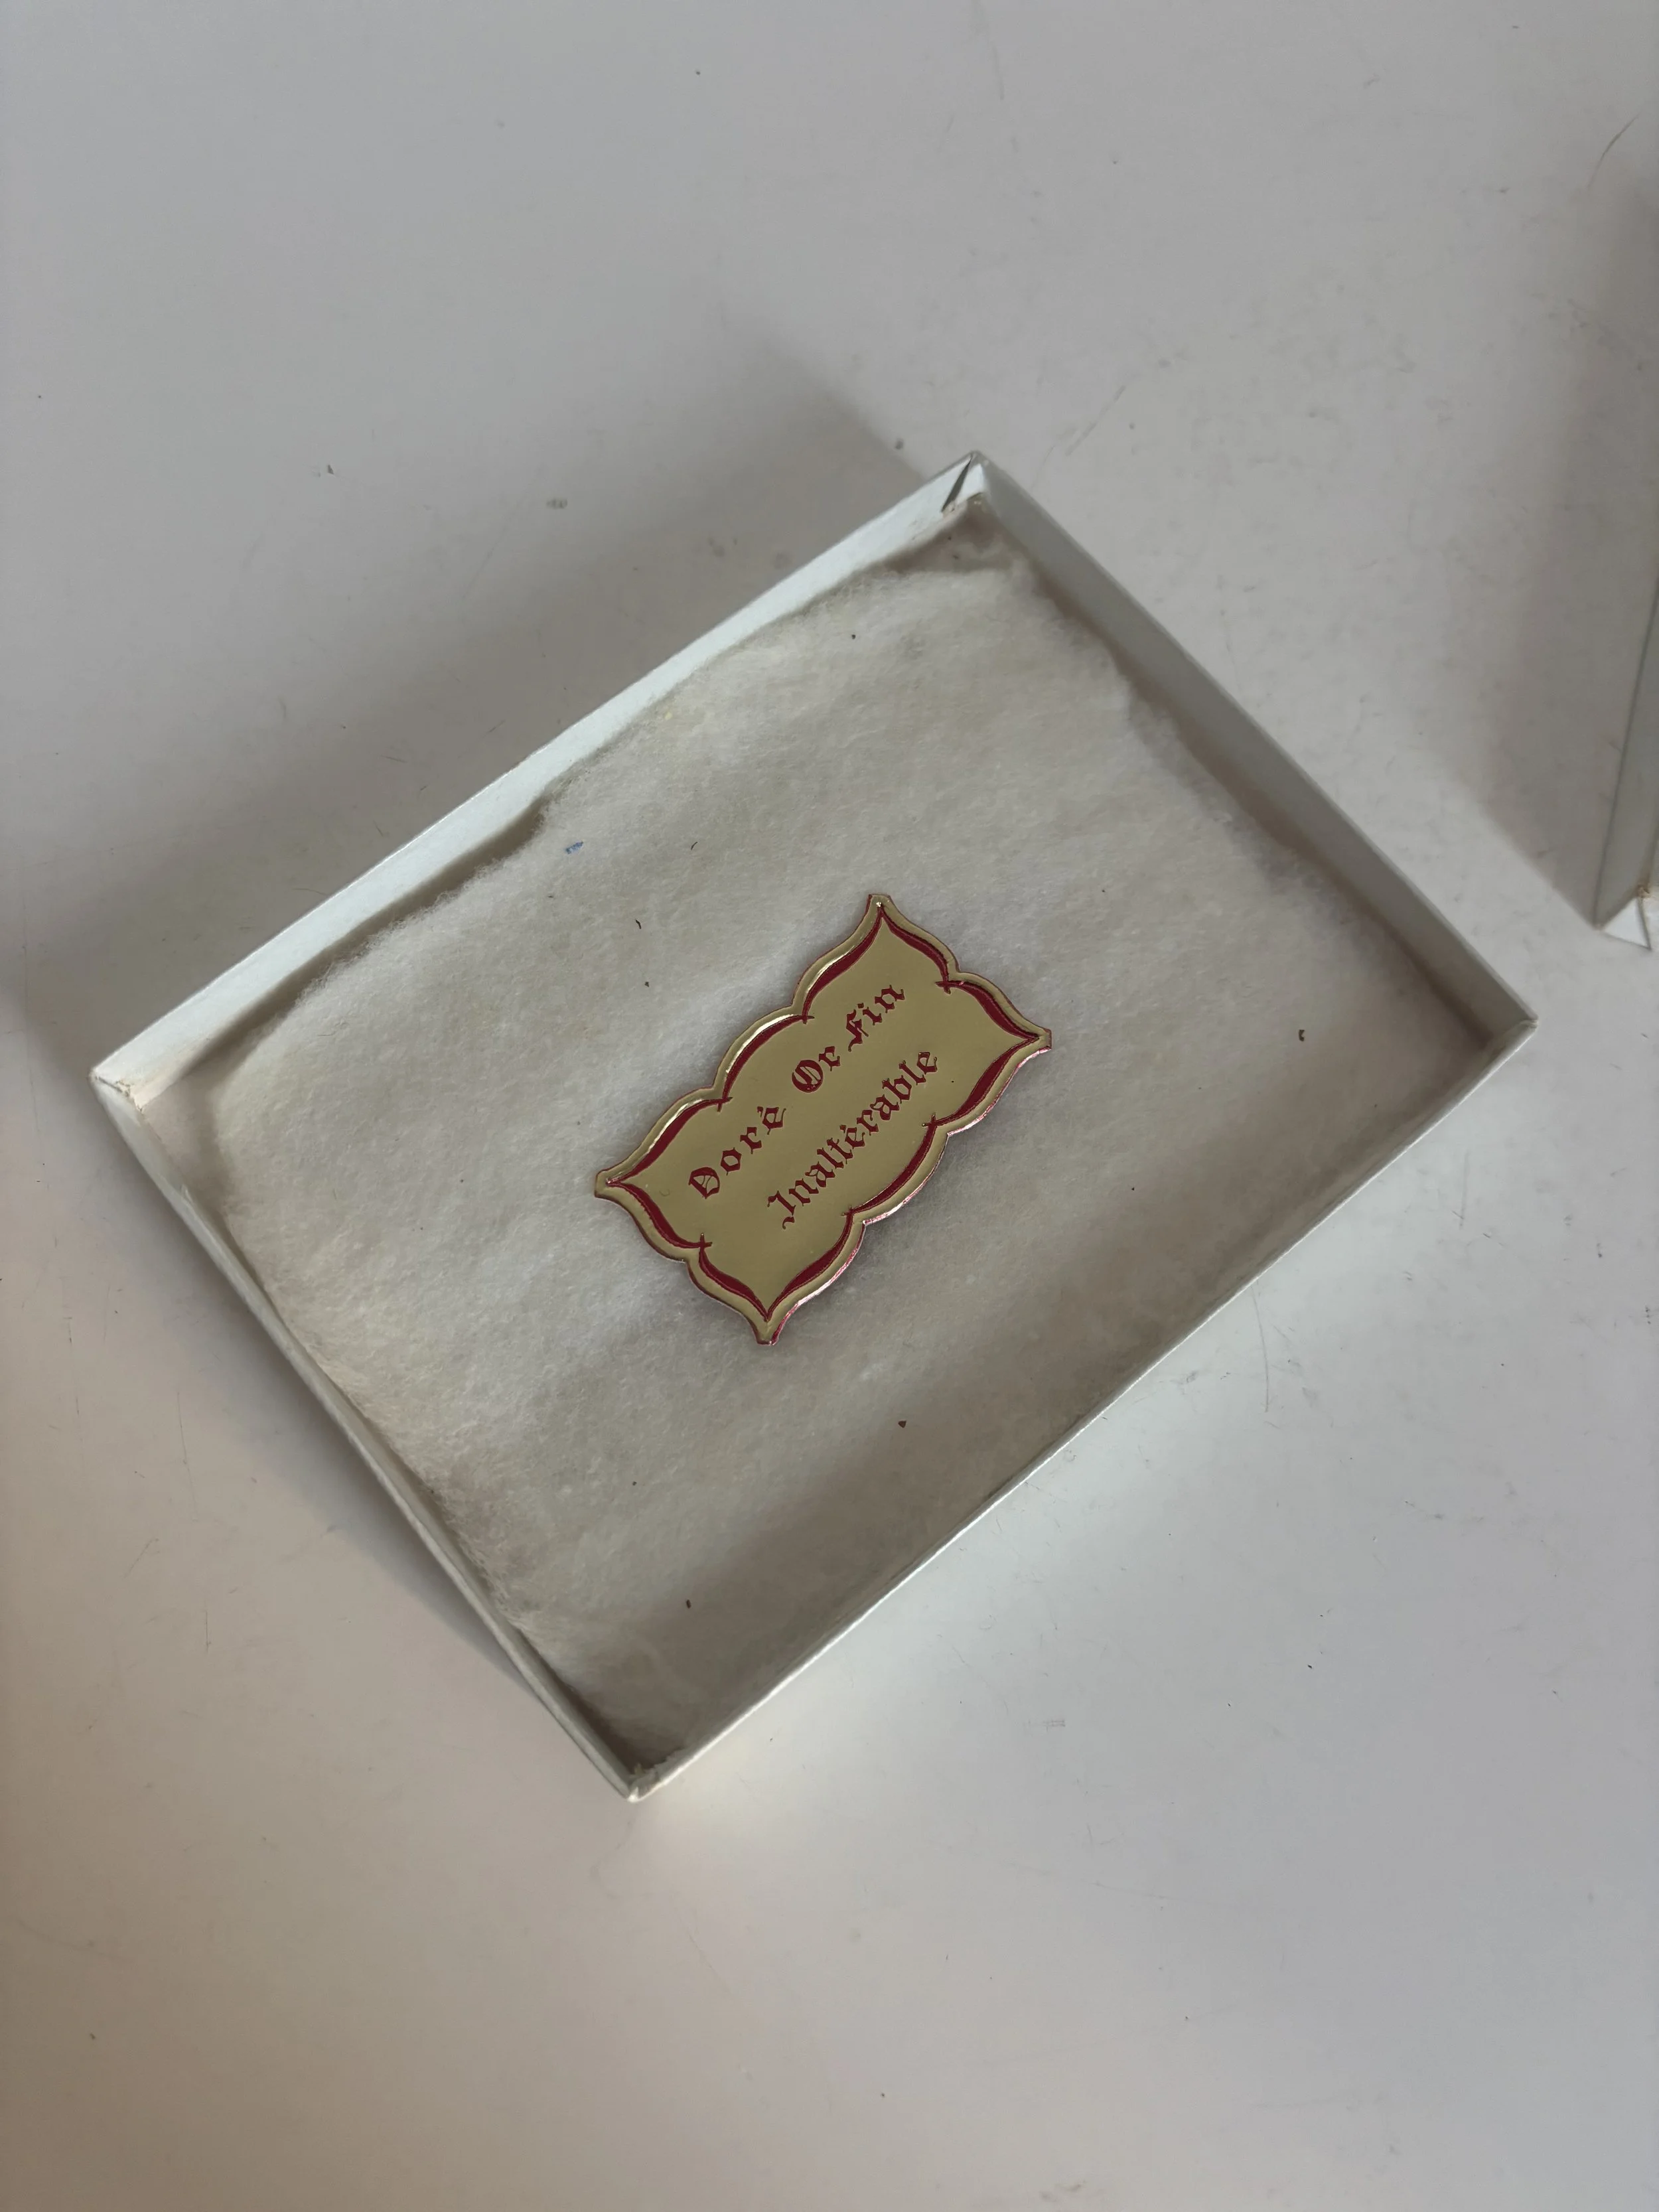 Doré Or Fin
Inaltérable